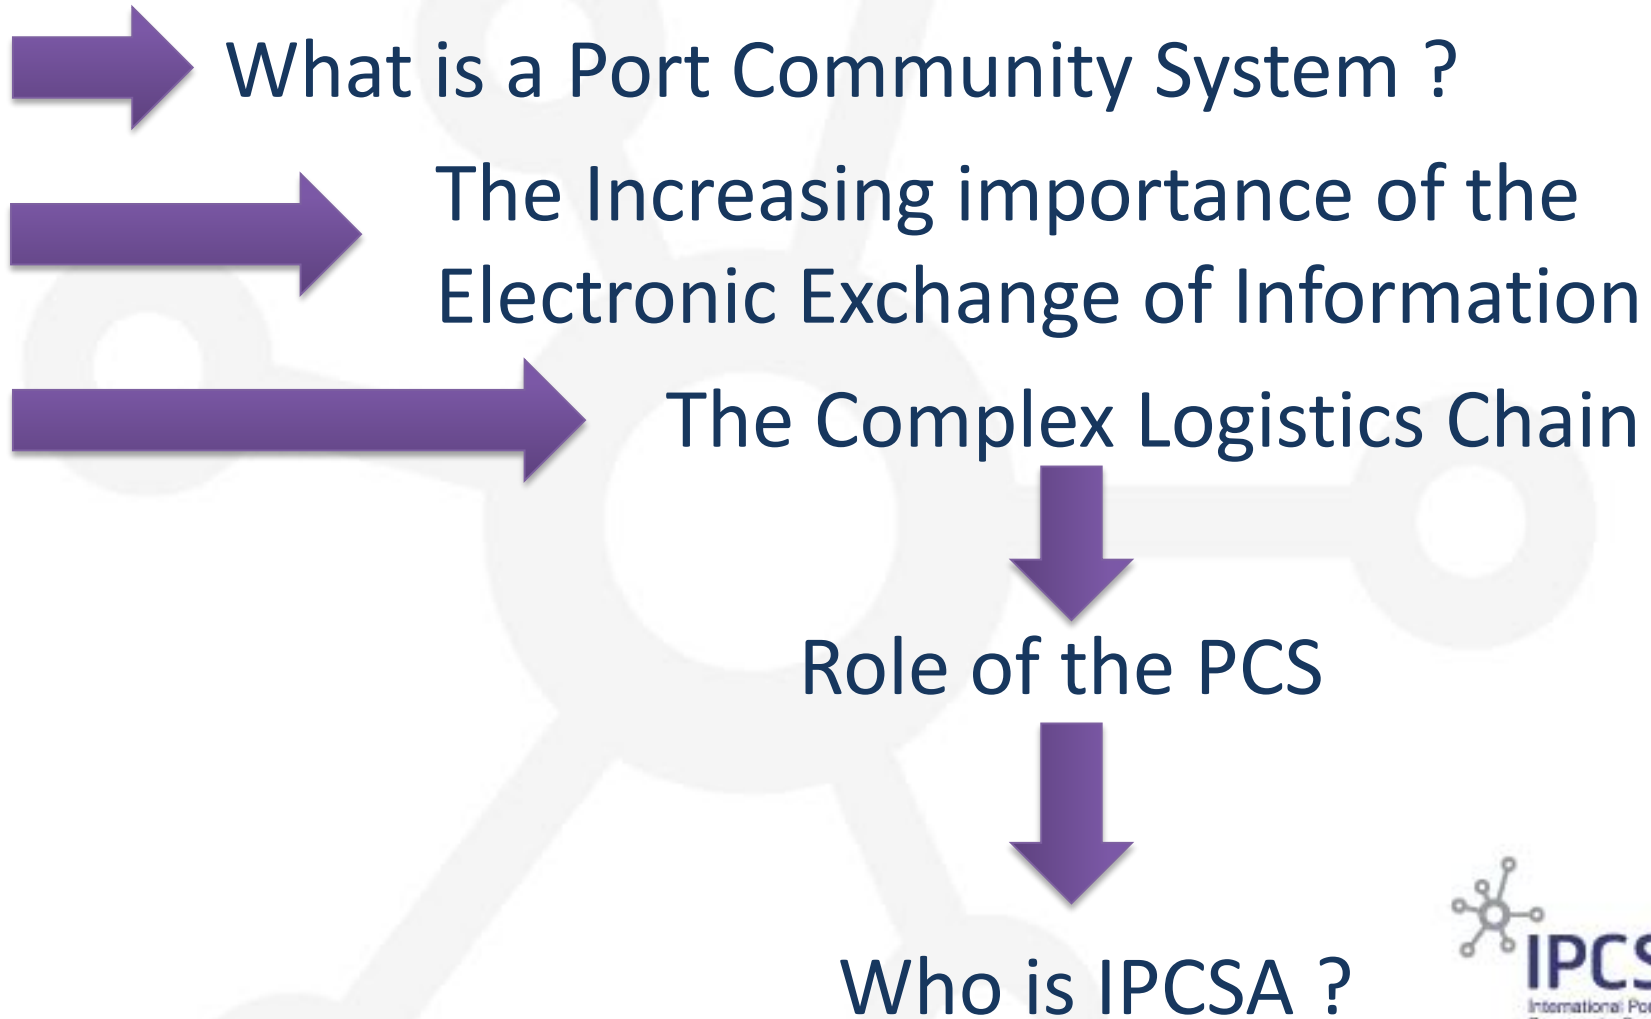 What is a Port Community System ?
The Increasing importance of the
Electronic Exchange of Information
The Complex Logistics Chain
Role of the PCS
Who is IPCSA ?
IPCS
International